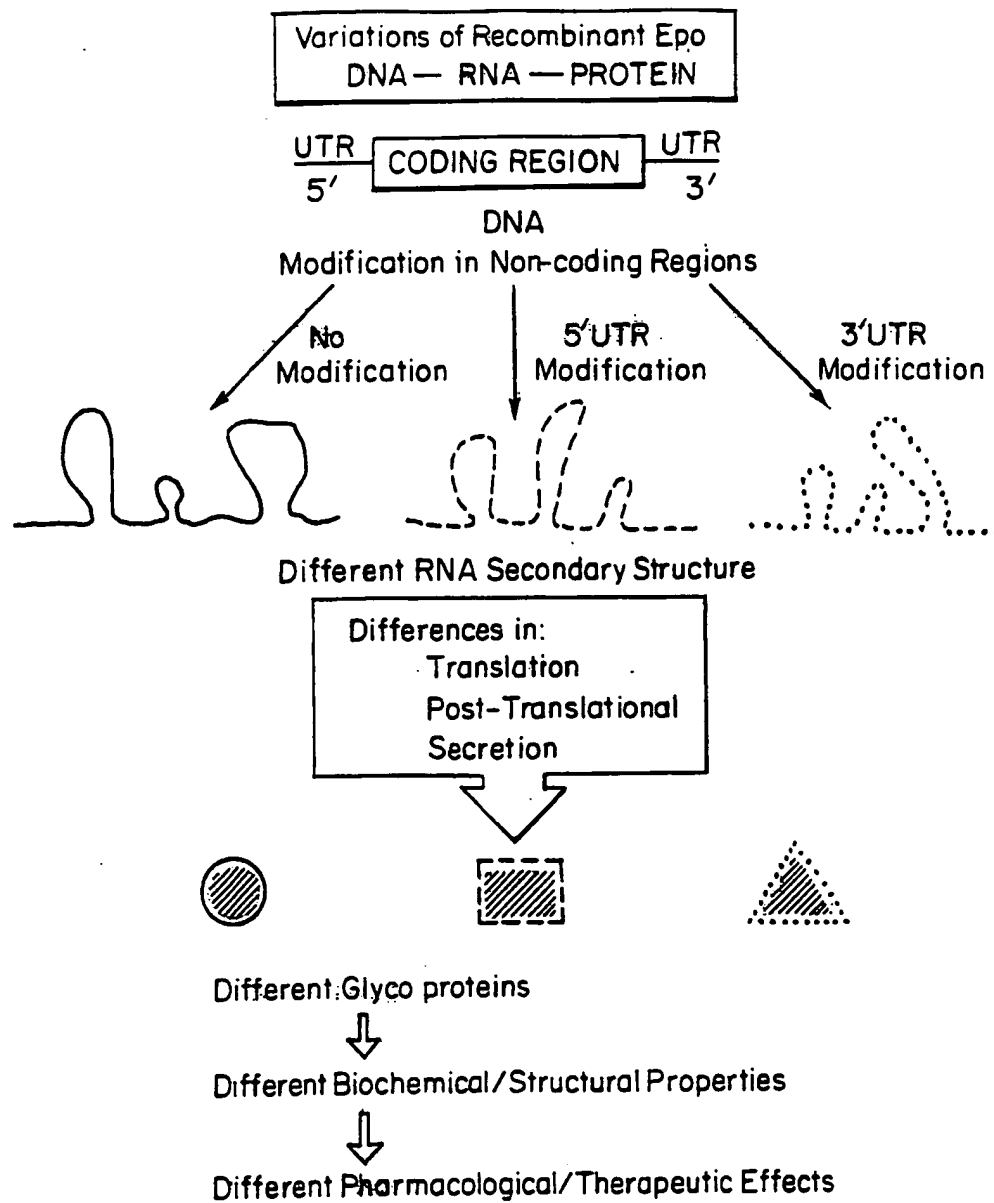 Variations of Recombinant Epo
DNA — RNA — PROTEIN
UTR CODING REGION UTR
5' 3'
DNA
Modification in Non-coding Regions
No Modification
5'UTR Modification
3'UTR Modification
Different RNA Secondary Structure
Differences in:
Translation
Post-Translational
Secretion
Different Glyco proteins
Different Biochemical/Structural Properties
Different Pharmacological/Therapeutic Effects